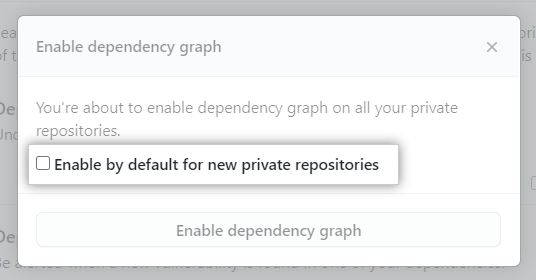 Enable dependency graph
You're about to enable dependency graph on all your private
repositories.
Enable by default for new private repositories
Enable dependency graph